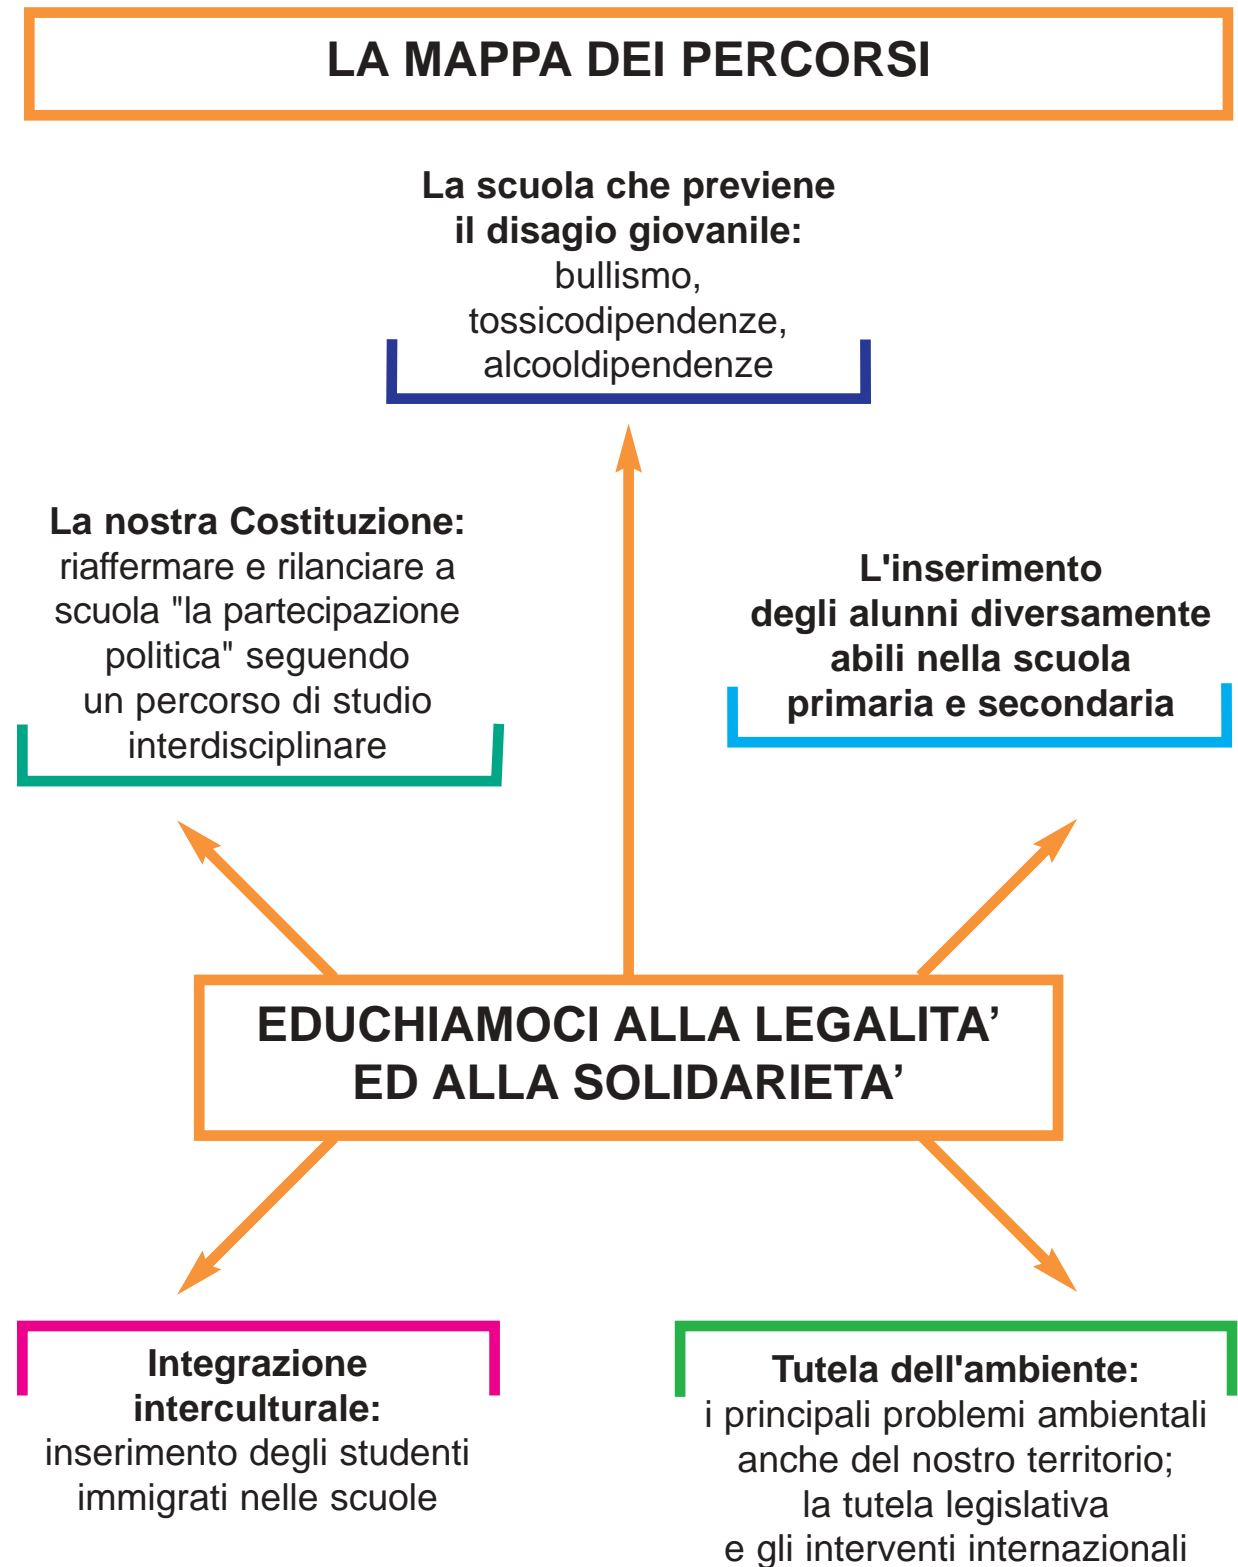 LA MAPPA DEI PERCORSI
La scuola che previene
il disagio giovanile:
bullismo,
tossicodipendenze,
alcooldipendenze
La nostra Costituzione:
riaffermare e rilanciare a
scuola "la partecipazione
politica" seguendo
un percorso di studio
interdisciplinare
L'inserimento
degli alunni diversamente
abili nella scuola
primaria e secondaria
EDUCHIAMOCI ALLA LEGALITA’
ED ALLA SOLIDARIETA’
Integrazione
interculturale:
inserimento degli studenti
immigrati nelle scuole
Tutela dell'ambiente:
i principali problemi ambientali
anche del nostro territorio;
la tutela legislativa
e gli interventi internazionali